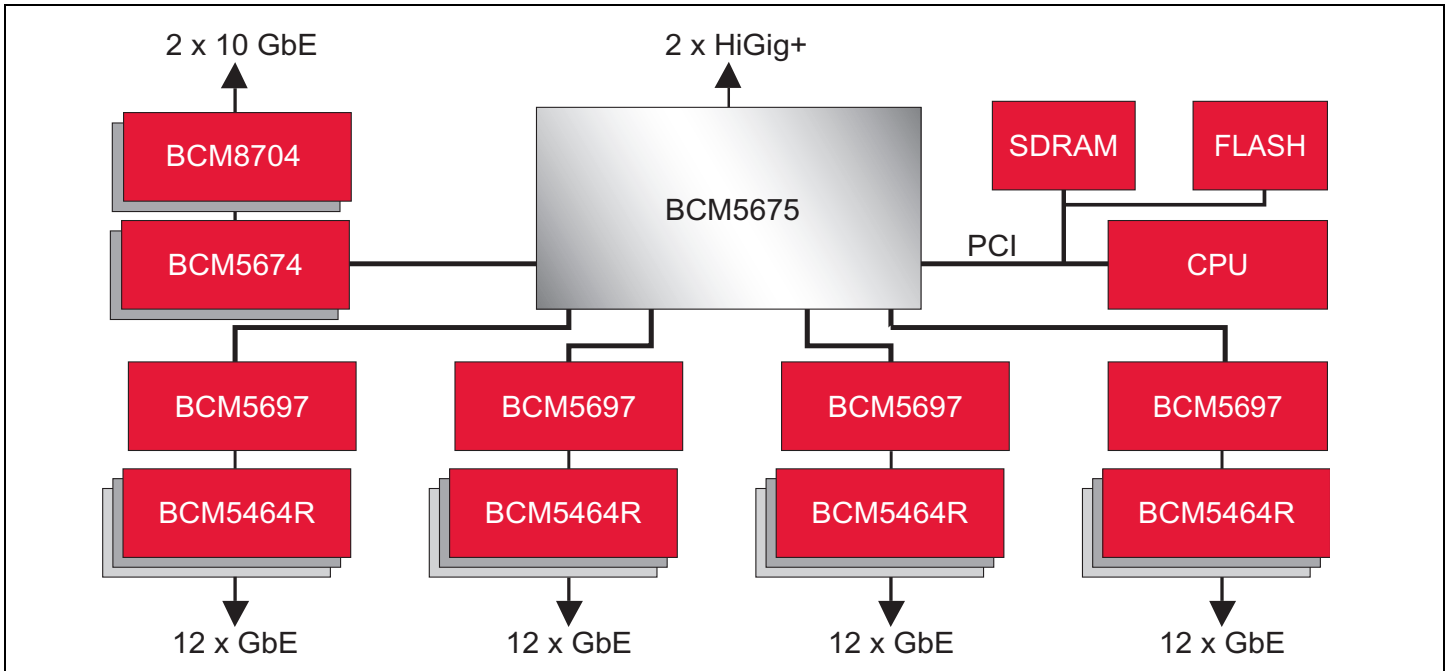 2 x 10 GbE
2 x HiGig+
BCM8704
SDRAM
FLASH
BCM5675
BCM5674
PCI
CPU
BCM5697
BCM5697
BCM5697
BCM5697
BCM5464R
BCM5464R
BCM5464R
BCM5464R
12 x GbE
12 x GbE
12 x GbE
12 x GbE